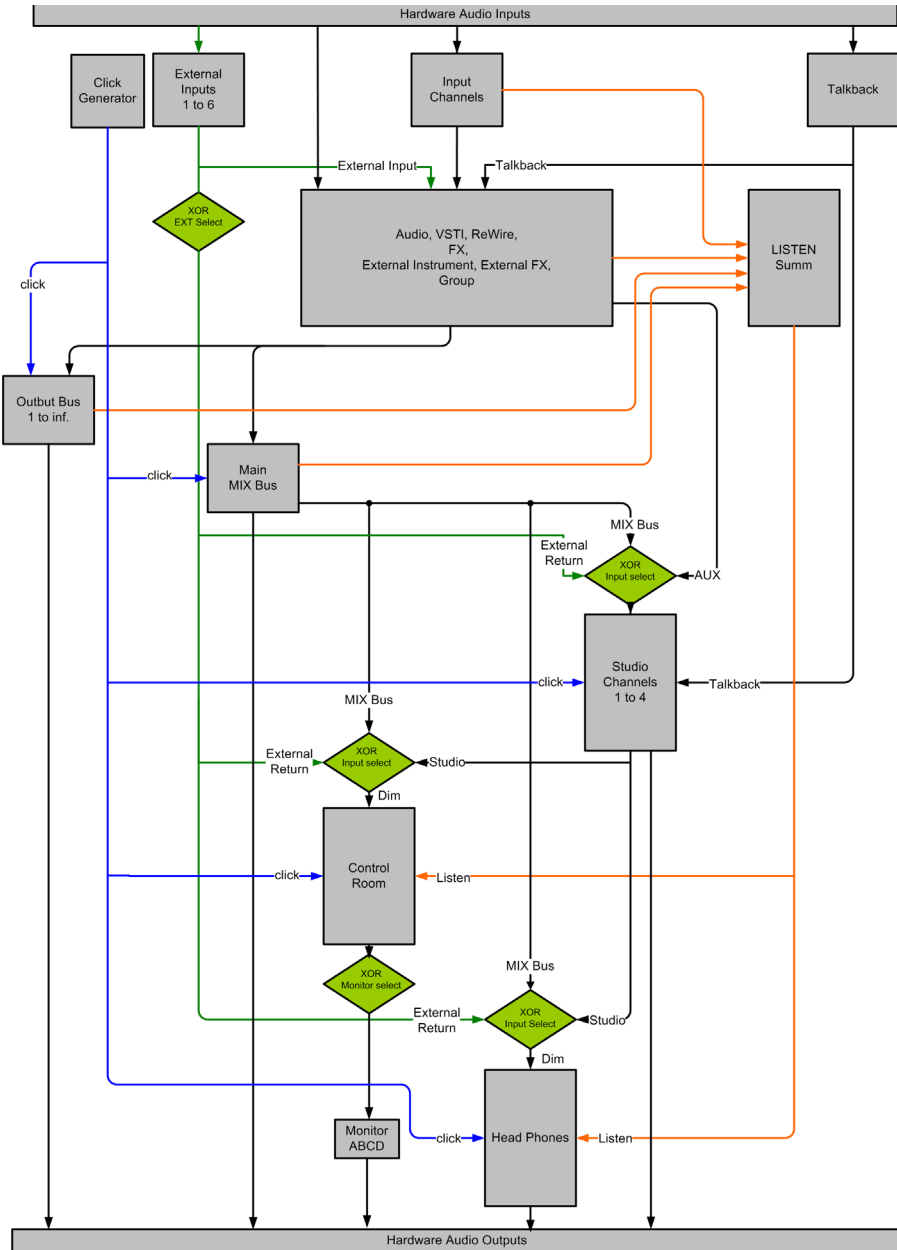 Hardware Audio Inputs
Click
Generator
External
Inputs
1 to 6
Input
Channels
Talkback
External Input
Talkback
XOR
EXT Select
Audio, VSTI, ReWire,
FX,
External Instrument, External FX,
Group
LISTEN
Summ
click
Outbut Bus
1 to inf.
Main
MIX Bus
click
MIX Bus
External
Return
XOR
Input select
AUX
Studio
Channels
1 to 4
click
Talkback
MIX Bus
External
Return
XOR
Input select
Studio
Dim
Control
Room
click
Listen
MIX Bus
XOR
Monitor select
External
Return
XOR
Input Select
Studio
Dim
Monitor
ABCD
click
Head Phones
Listen
Hardware Audio Outputs